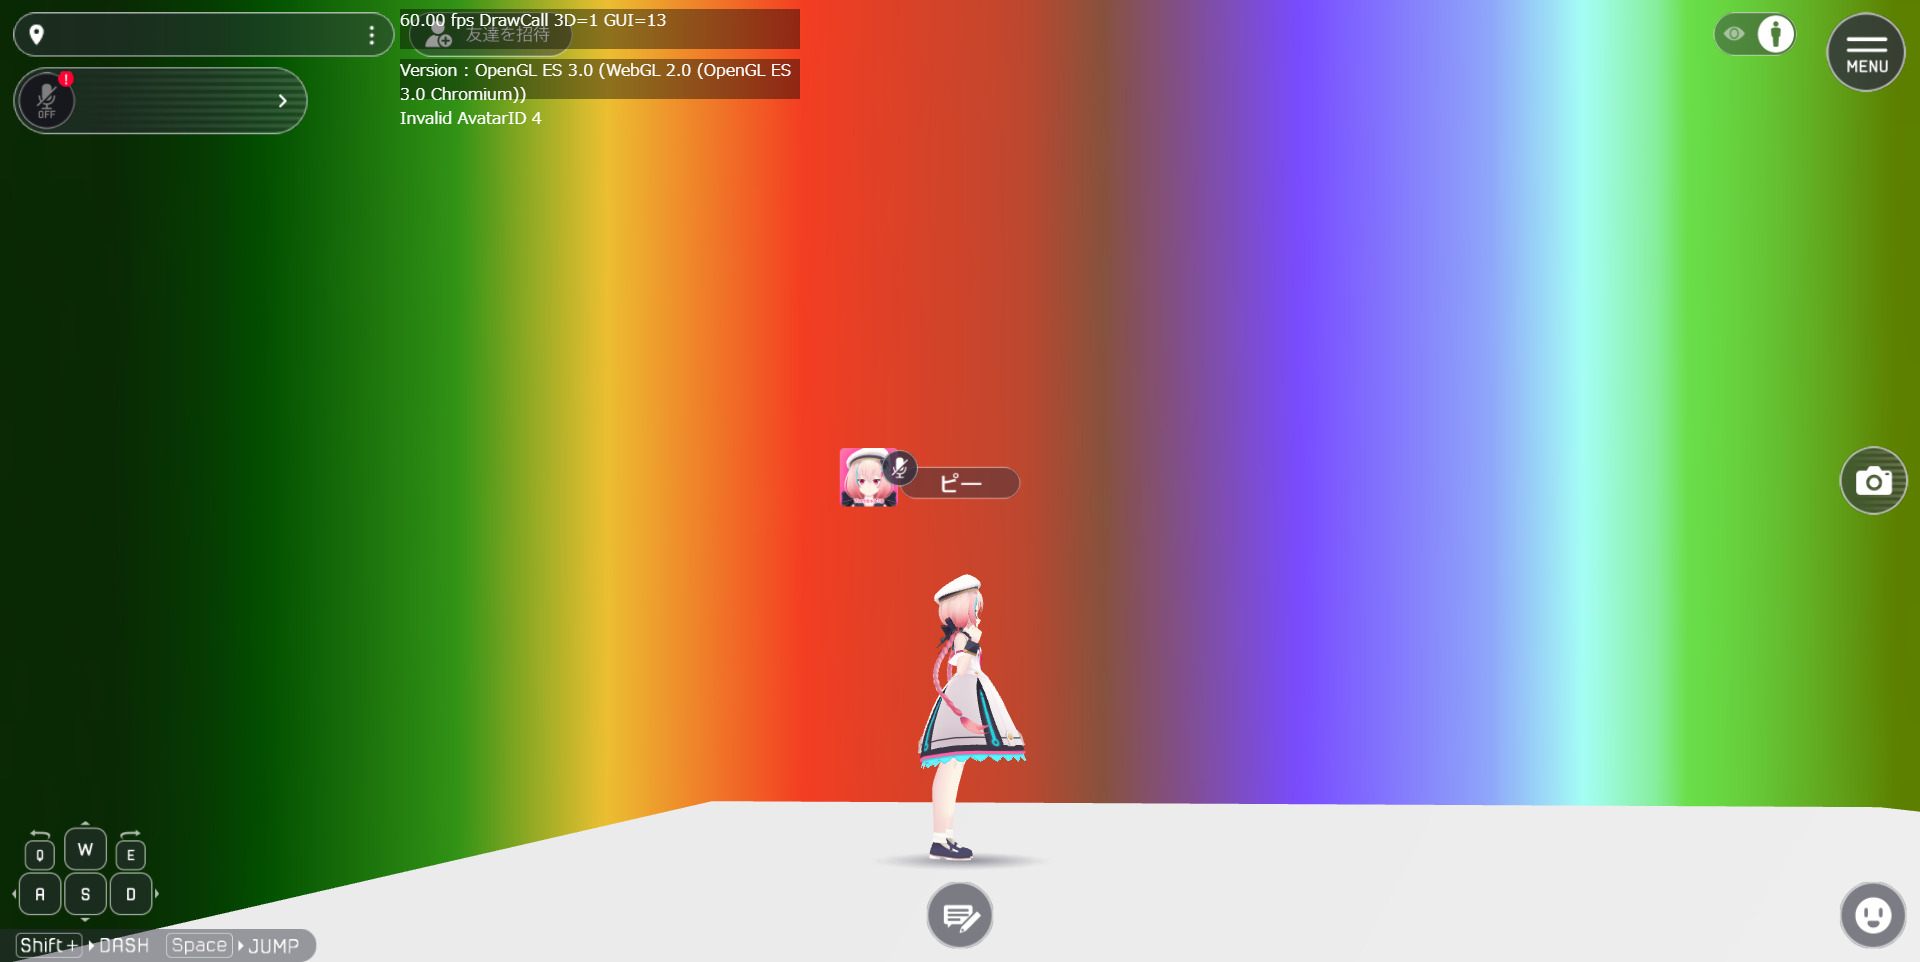 60.00 fps DrawCall 3D=1 GUI=13
友達を招待
Version : OpenGL ES 3.0 (WebGL 2.0 (OpenGL ES
3.0 Chromium))
Invalid AvatarID 4
!
OFF
MENU
ピー
Q W E
A S D
Shift+ DASH Space JUMP